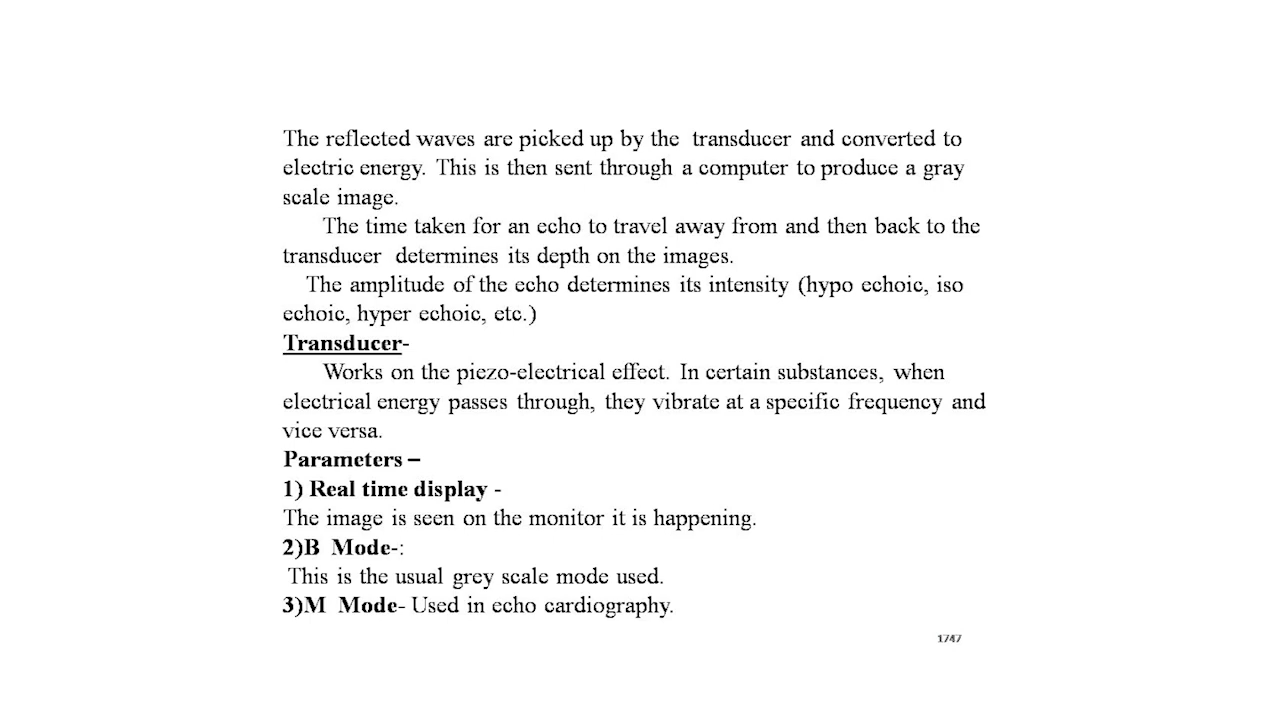 The reflected waves are picked up by the transducer and converted to
electric energy. This is then sent through a computer to produce a gray
scale image.
The time taken for an echo to travel away from and then back to the
transducer determines its depth on the images.
The amplitude of the echo determines its intensity (hypo echoic, iso
echoic, hyper echoic, etc.)
Transducer-
Works on the piezo-electrical effect. In certain substances, when
electrical energy passes through, they vibrate at a specific frequency and
vice versa.
Parameters –
1) Real time display -
The image is seen on the monitor it is happening.
2)B Mode-:
This is the usual grey scale mode used.
3)M Mode- Used in echo cardiography.
1747